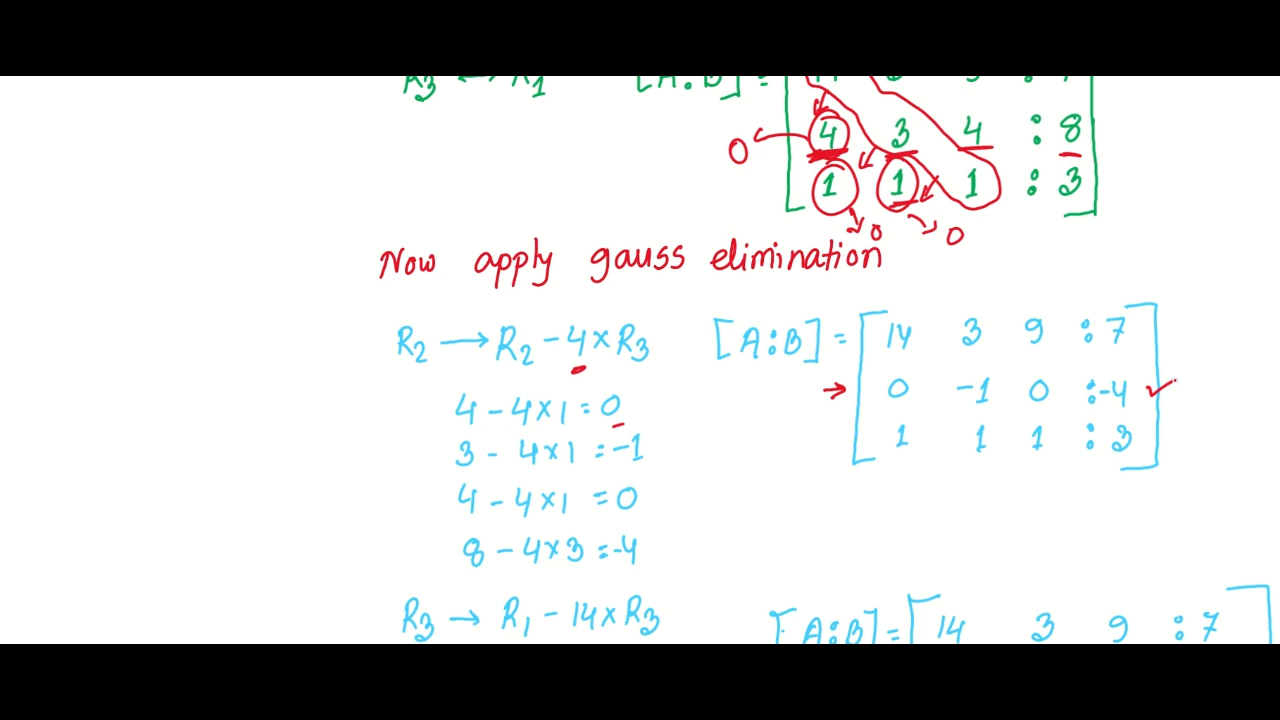 R3 ↔ R1 [A:B] =
4 3 4 : 8
0
1 1 1 : 3
0 0
Now apply gauss elimination
R2 → R2 - 4 × R3 [A:B] = 14 3 9 : 7
4 - 4×1 = 0 → 0 -1 0 : -4 ✓
3 - 4×1 = -1 1 1 1 : 3
4 - 4×1 = 0
8 - 4×3 = -4
R3 → R1 - 14×R3 [A:B] = 14 3 9 : 7